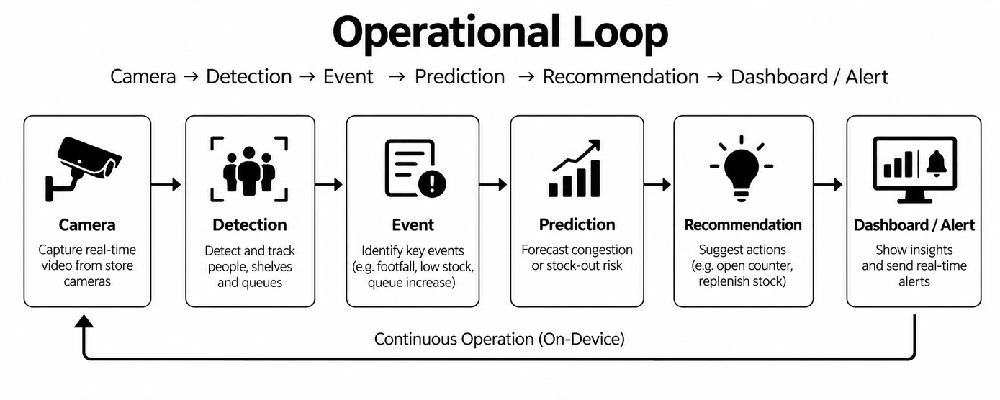 Operational Loop
Camera → Detection → Event → Prediction → Recommendation → Dashboard / Alert
Camera
Capture real-time
video from store
cameras
Detection
Detect and track
people, shelves
and queues
Event
Identify key events
(e.g. footfall, low stock,
queue increase)
Prediction
Forecast congestion
or stock-out risk
Recommendation
Suggest actions
(e.g. open counter,
replenish stock)
Dashboard / Alert
Show insights
and send real-time
alerts
Continuous Operation (On-Device)